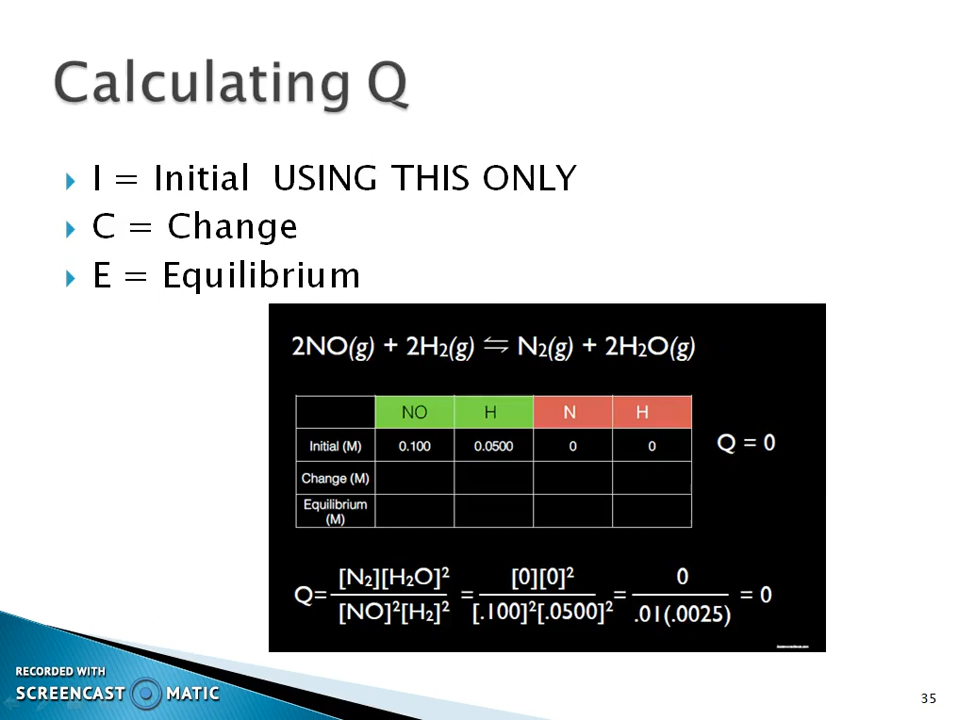 Calculating Q
I = Initial  USING THIS ONLY
C = Change
E = Equilibrium
2NO(g) + 2H₂(g) ⇌ N₂(g) + 2H₂O(g)
NO H N H
Initial (M) 0.100 0.0500 0 0
Q = 0
Change (M)
Equilibrium
(M)
Q= [N₂][H₂O]² / [NO]²[H₂]² = [0][0]² / [.100]²[.0500]² = 0 / .01(.0025) = 0
RECORDED WITH
SCREENCAST MATIC
35